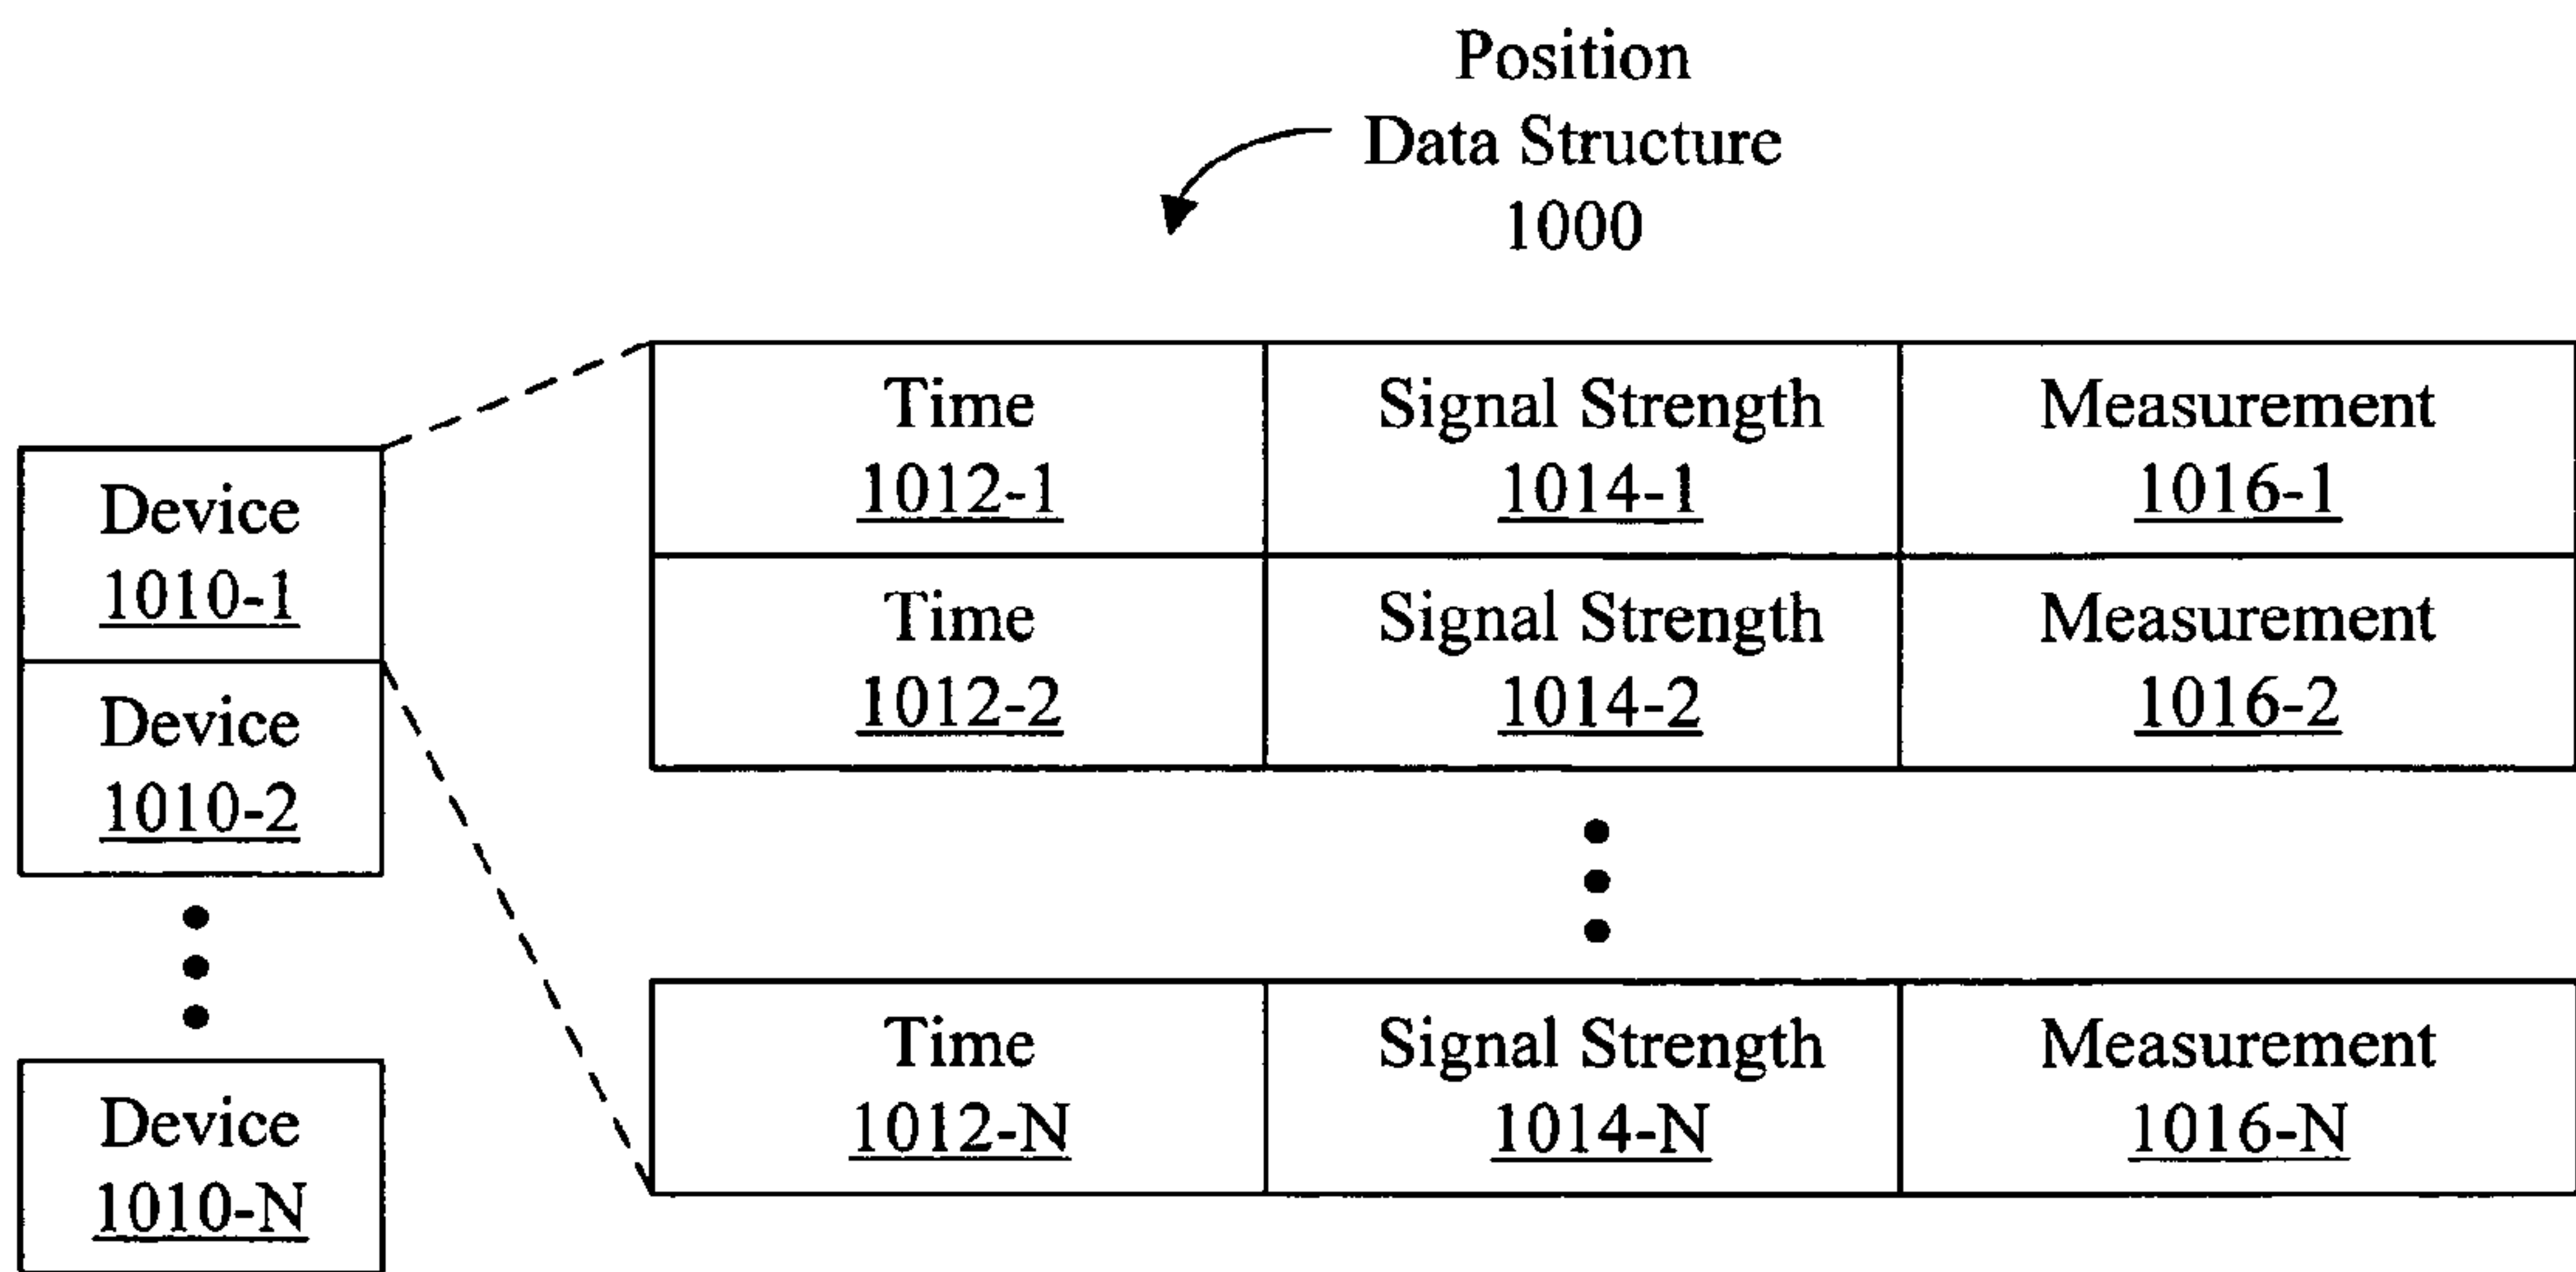 Position
Data Structure
1000
Device
1010-1
Device
1010-2
Device
1010-N
Time
1012-1
Signal Strength
1014-1
Measurement
1016-1
Time
1012-2
Signal Strength
1014-2
Measurement
1016-2
Time
1012-N
Signal Strength
1014-N
Measurement
1016-N